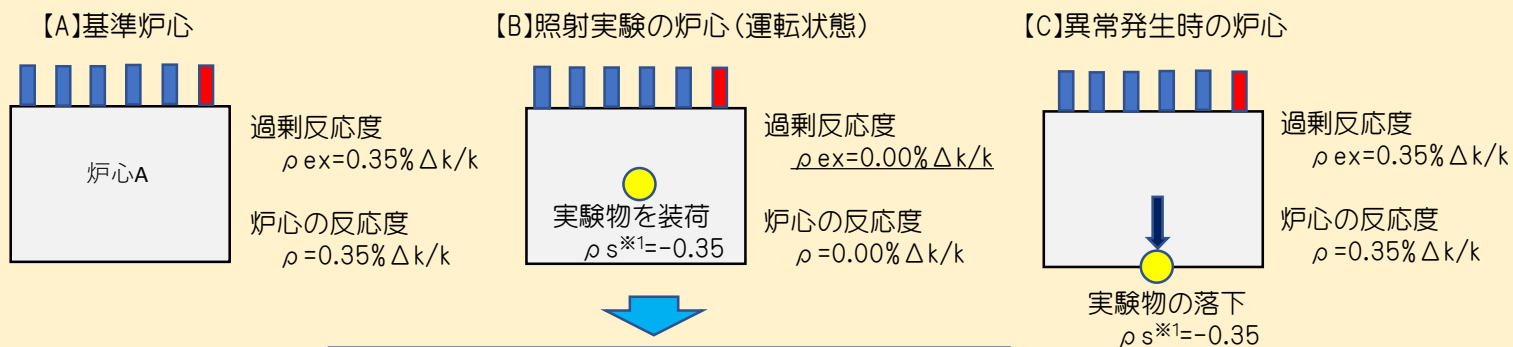 【A】基準炉心
炉心A
過剰反応度
ρex=0.35%Δk/k
炉心の反応度
ρ=0.35%Δk/k
【B】照射実験の炉心(運転状態)
実験物を装荷
ρs※1=-0.35
過剰反応度
ρex=0.00%Δk/k
炉心の反応度
ρ=0.00%Δk/k
【C】異常発生時の炉心
過剰反応度
ρex=0.35%Δk/k
炉心の反応度
ρ=0.35%Δk/k
実験物の落下
ρs※1=-0.35